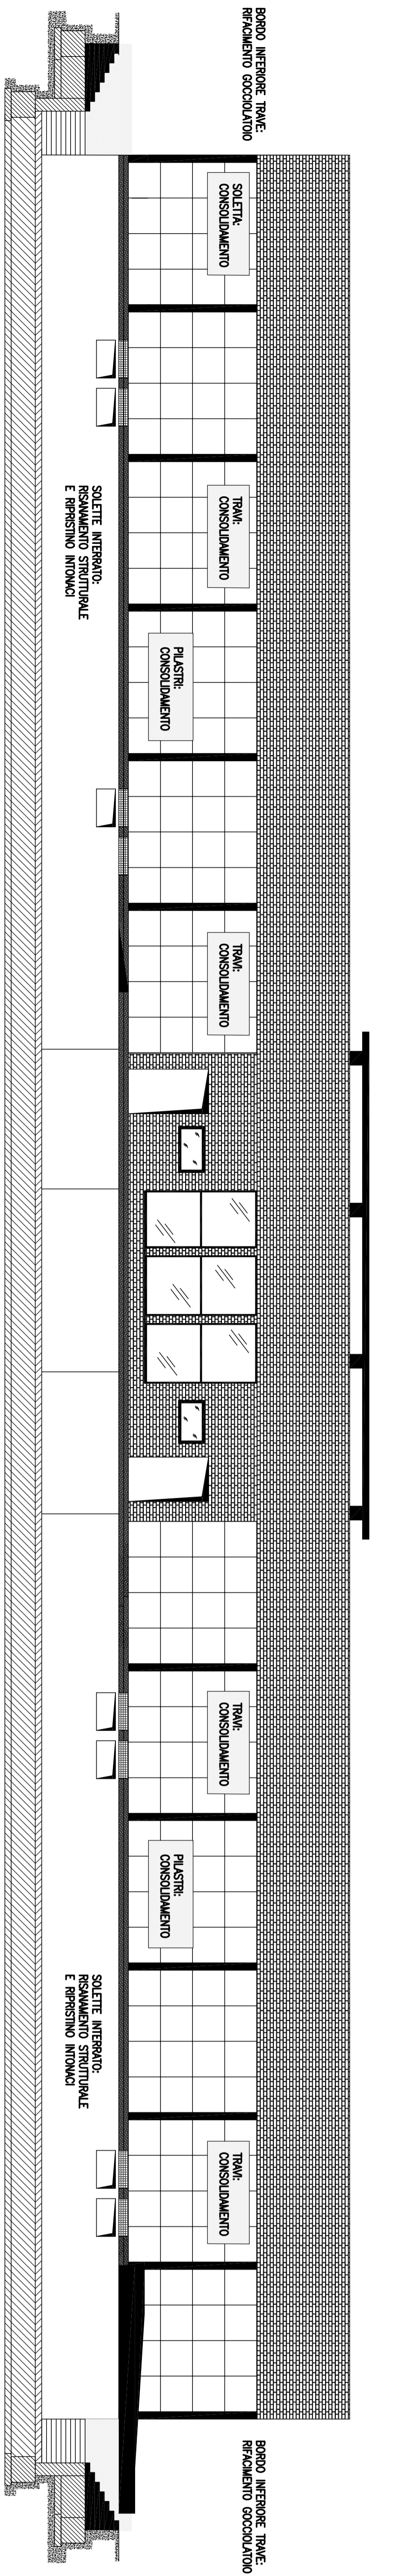 BORDO INFERIORE TRAVE:
RIFACIMENTO GOCCIOLATOIO
SOLETTA:
CONSOLIDAMENTO
SOLETTE INTERRATO:
RISANAMENTO STRUTTURALE
E RIPRISTINO INTONACI
TRAVI:
CONSOLIDAMENTO
PILASTRI:
CONSOLIDAMENTO
TRAVI:
CONSOLIDAMENTO
TRAVI:
CONSOLIDAMENTO
PILASTRI:
CONSOLIDAMENTO
SOLETTE INTERRATO:
RISANAMENTO STRUTTURALE
E RIPRISTINO INTONACI
TRAVI:
CONSOLIDAMENTO
BORDO INFERIORE TRAVE:
RIFACIMENTO GOCCIOLATOIO